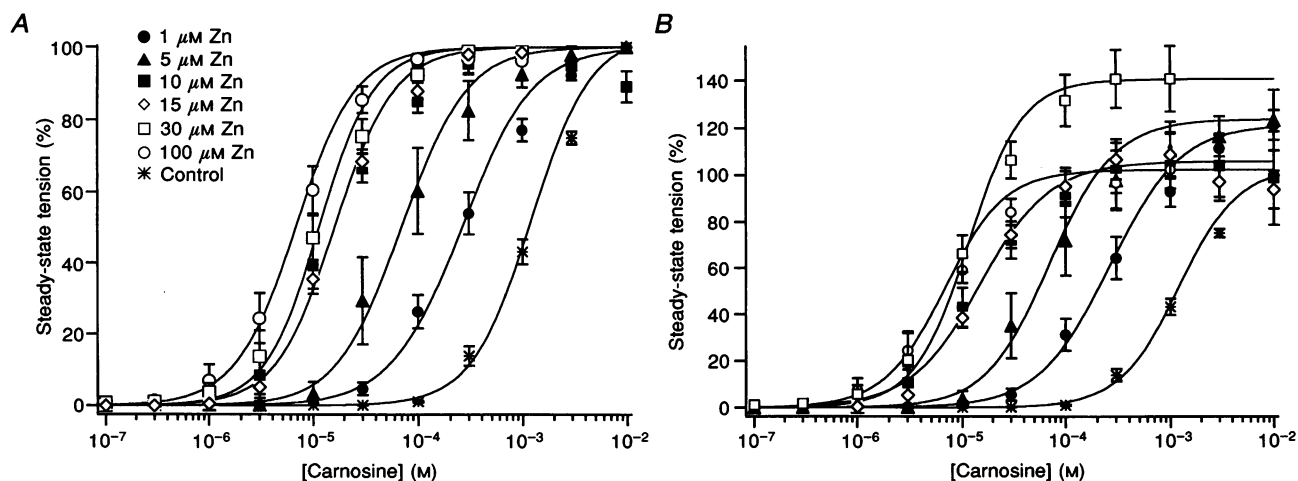 A
Steady-state tension (%)
100
80
60
40
20
0
1 μM Zn
5 μM Zn
10 μM Zn
15 μM Zn
30 μM Zn
100 μM Zn
Control
10⁻⁷ 10⁻⁶ 10⁻⁵ 10⁻⁴ 10⁻³ 10⁻²
[Carnosine] (M)
B
Steady-state tension (%)
140
120
100
80
60
40
20
0
10⁻⁷ 10⁻⁶ 10⁻⁵ 10⁻⁴ 10⁻³ 10⁻²
[Carnosine] (M)